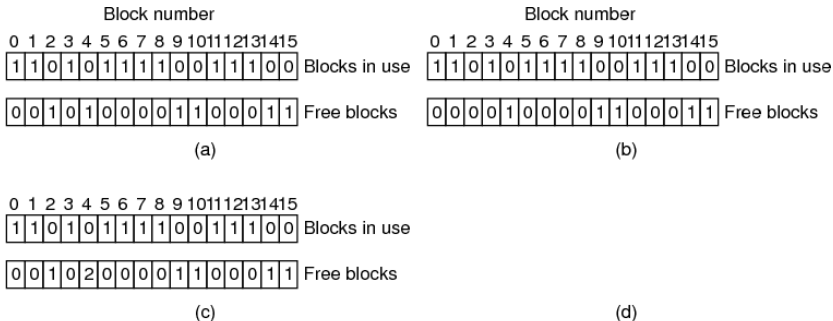 Block number
0 1 2 3 4 5 6 7 8 9 10 11 12 13 14 15
1 1 0 1 0 1 1 1 1 0 0 1 1 1 0 0 Blocks in use
0 0 1 0 1 0 0 0 0 1 1 0 0 0 1 1 Free blocks
(a)
Block number
0 1 2 3 4 5 6 7 8 9 10 11 12 13 14 15
1 1 0 1 0 1 1 1 1 0 0 1 1 1 0 0 Blocks in use
0 0 0 0 1 0 0 0 0 1 1 0 0 0 1 1 Free blocks
(b)
0 1 2 3 4 5 6 7 8 9 10 11 12 13 14 15
1 1 0 1 0 1 1 1 1 0 0 1 1 1 0 0 Blocks in use
0 0 1 0 2 0 0 0 0 1 1 0 0 0 1 1 Free blocks
(c)
(d)